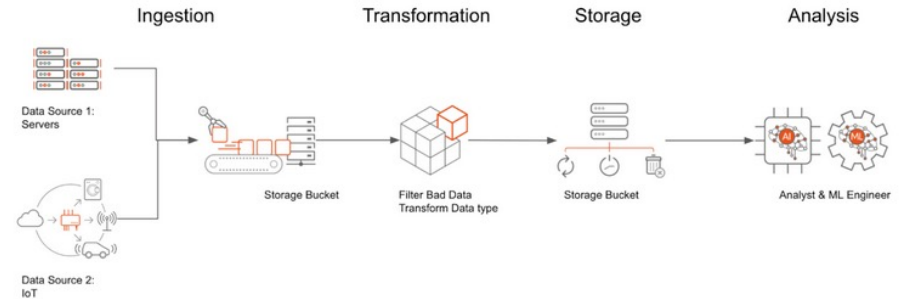 Ingestion
Transformation
Storage
Analysis
Data Source 1:
Servers
Storage Bucket
Filter Bad Data
Transform Data type
Storage Bucket
AI
ML
Analyst & ML Engineer
Data Source 2:
IoT